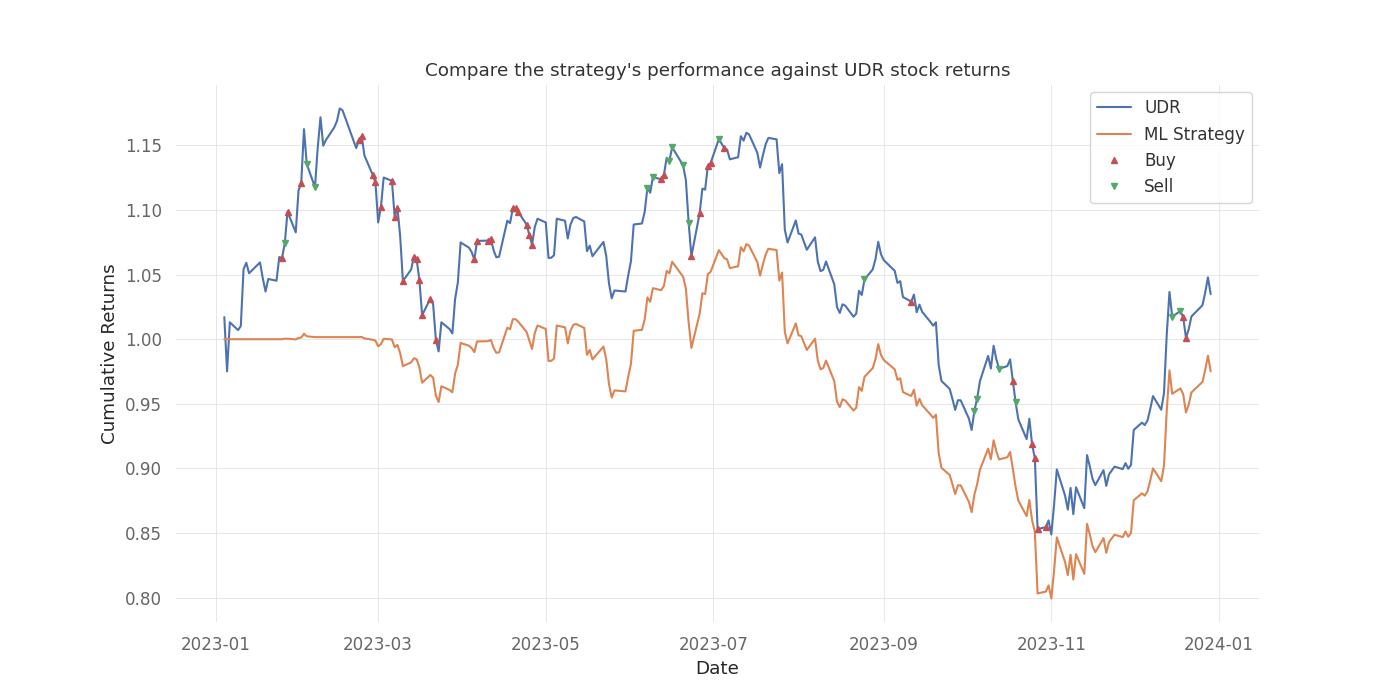 Compare the strategy's performance against UDR stock returns
UDR
ML Strategy
Buy
Sell
Cumulative Returns
1.15
1.10
1.05
1.00
0.95
0.90
0.85
0.80
2023-01
2023-03
2023-05
2023-07
2023-09
2023-11
2024-01
Date